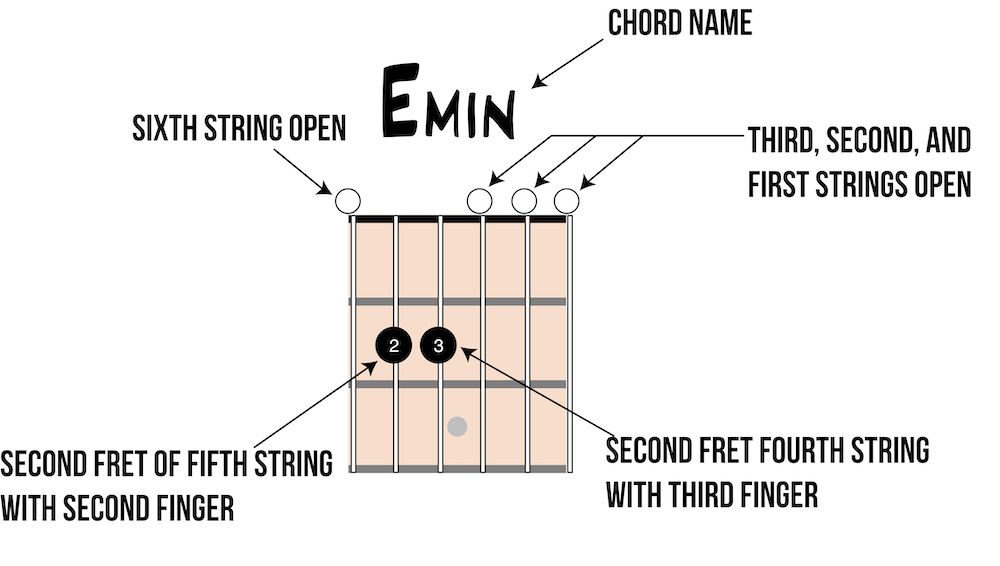 CHORD NAME
EMIN
SIXTH STRING OPEN
THIRD, SECOND, AND
FIRST STRINGS OPEN
2 3
SECOND FRET OF FIFTH STRING
WITH SECOND FINGER
SECOND FRET FOURTH STRING
WITH THIRD FINGER